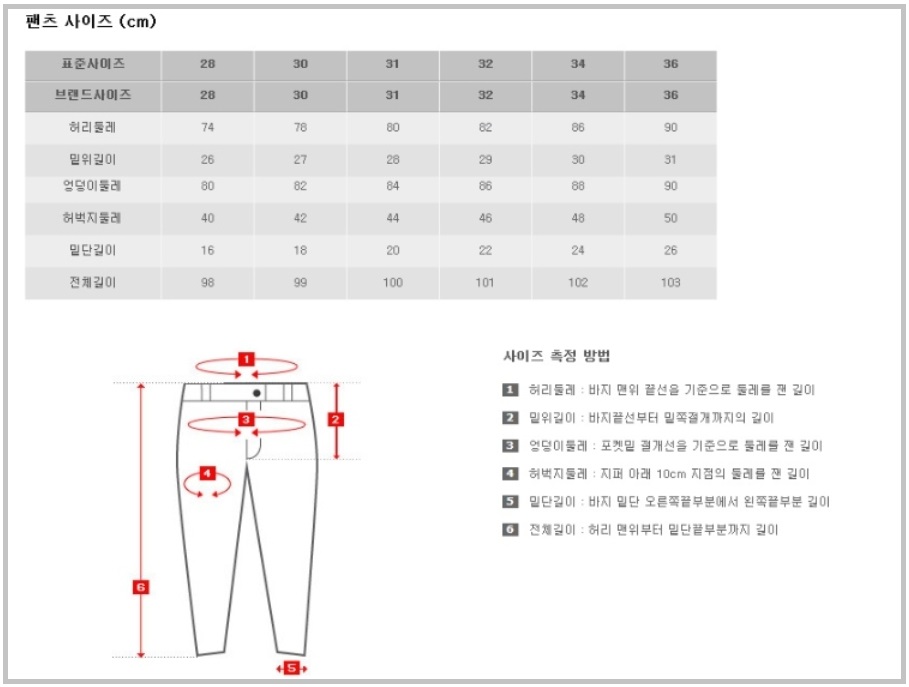 팬츠 사이즈 (cm)
표준사이즈 28 30 31 32 34 36
브랜드사이즈 28 30 31 32 34 36
허리둘레 74 78 80 82 86 90
밑위길이 26 27 28 29 30 31
엉덩이둘레 80 82 84 86 88 90
허벅지둘레 40 42 44 46 48 50
밑단길이 16 18 20 22 24 26
전체길이 98 99 100 101 102 103
1
3
2
4
6
5
사이즈 측정 방법
1 허리둘레 : 바지 맨위 끝선을 기준으로 둘레를 잰 길이
2 밑위길이 : 바지끝선부터 밑쪽결개까지의 길이
3 엉덩이둘레 : 포켓밑 결개선을 기준으로 둘레를 잰 길이
4 허벅지둘레 : 지퍼 아래 10cm 지점의 둘레를 잰 길이
5 밑단길이 : 바지 밑단 오른쪽끝부분에서 왼쪽끝부분 길이
6 전체길이 : 허리 맨위부터 밑단끝부분까지 길이